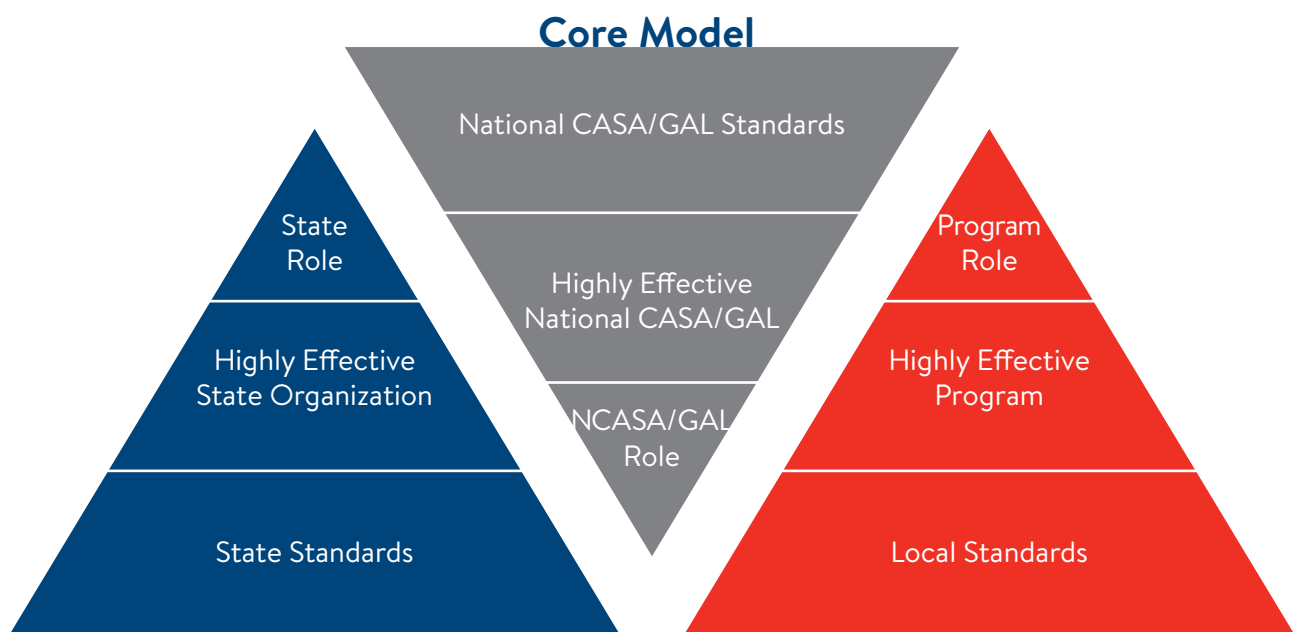 Core Model
National CASA/GAL Standards
Highly Effective
National CASA/GAL
NCASA/GAL
Role
State
Role
Highly Effective
State Organization
State Standards
Program
Role
Highly Effective
Program
Local Standards